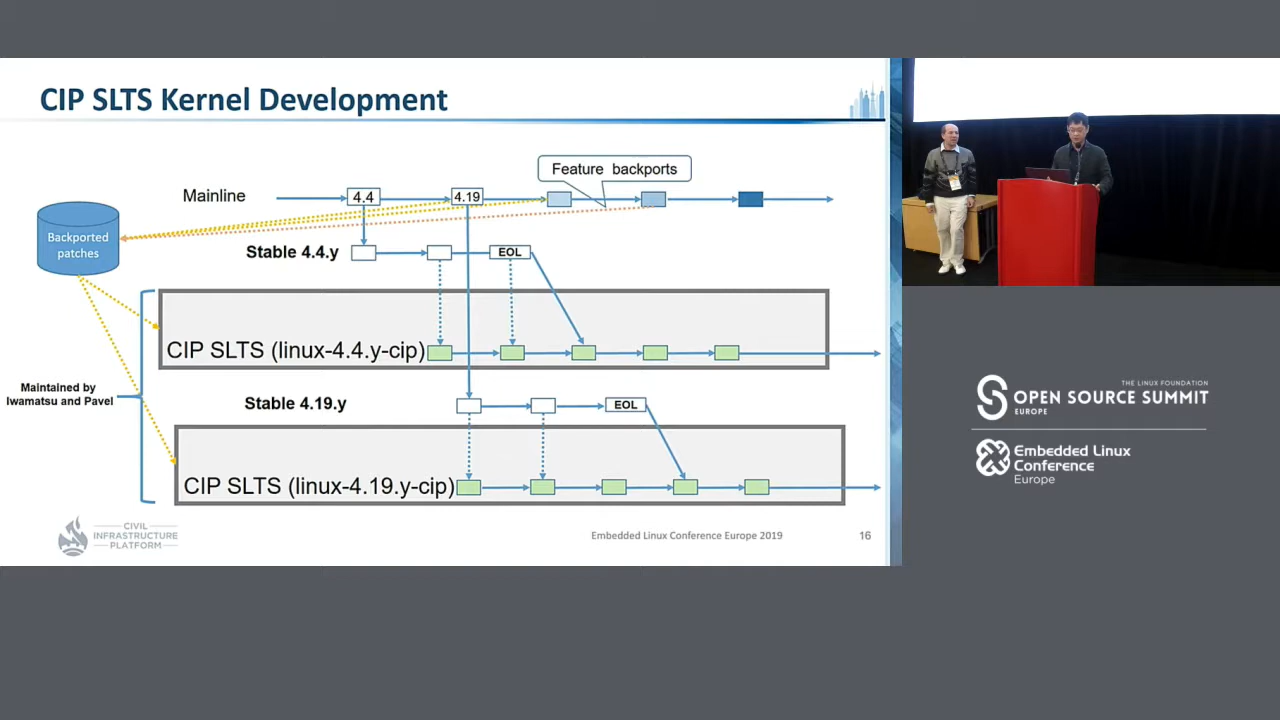 CIP SLTS Kernel Development
Feature backports
Mainline
4.4
4.19
Backported
patches
Stable 4.4.y
EOL
CIP SLTS (linux-4.4.y-cip)
Maintained by
Iwamatsu and Pavel
Stable 4.19.y
EOL
CIP SLTS (linux-4.19.y-cip)
CIVIL
INFRASTRUCTURE
PLATFORM
Embedded Linux Conference Europe 2019
16
THE LINUX FOUNDATION
OPEN SOURCE SUMMIT
EUROPE
Embedded Linux
Conference
Europe